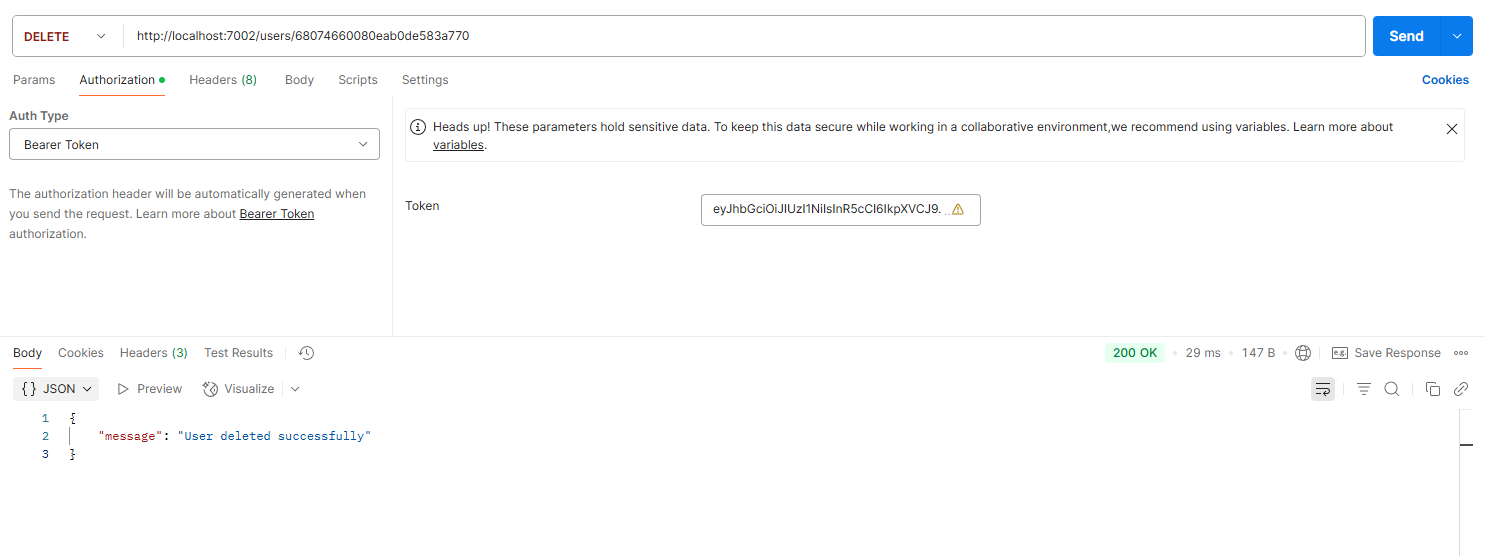 DELETE http://localhost:7002/users/68074660080eab0de583a770 Send
Params Authorization Headers (8) Body Scripts Settings Cookies
Auth Type
Bearer Token
The authorization header will be automatically generated when
you send the request. Learn more about Bearer Token
authorization.
Heads up! These parameters hold sensitive data. To keep this data secure while working in a collaborative environment,we recommend using variables. Learn more about
variables.
Token eyJhbGciOiJIUzI1NiIsInR5cCI6IkpXVCJ9. ...
Body Cookies Headers (3) Test Results 200 OK 29 ms 147 B e.g. Save Response
{} JSON Preview Visualize
1 {
2 "message": "User deleted successfully"
3 }